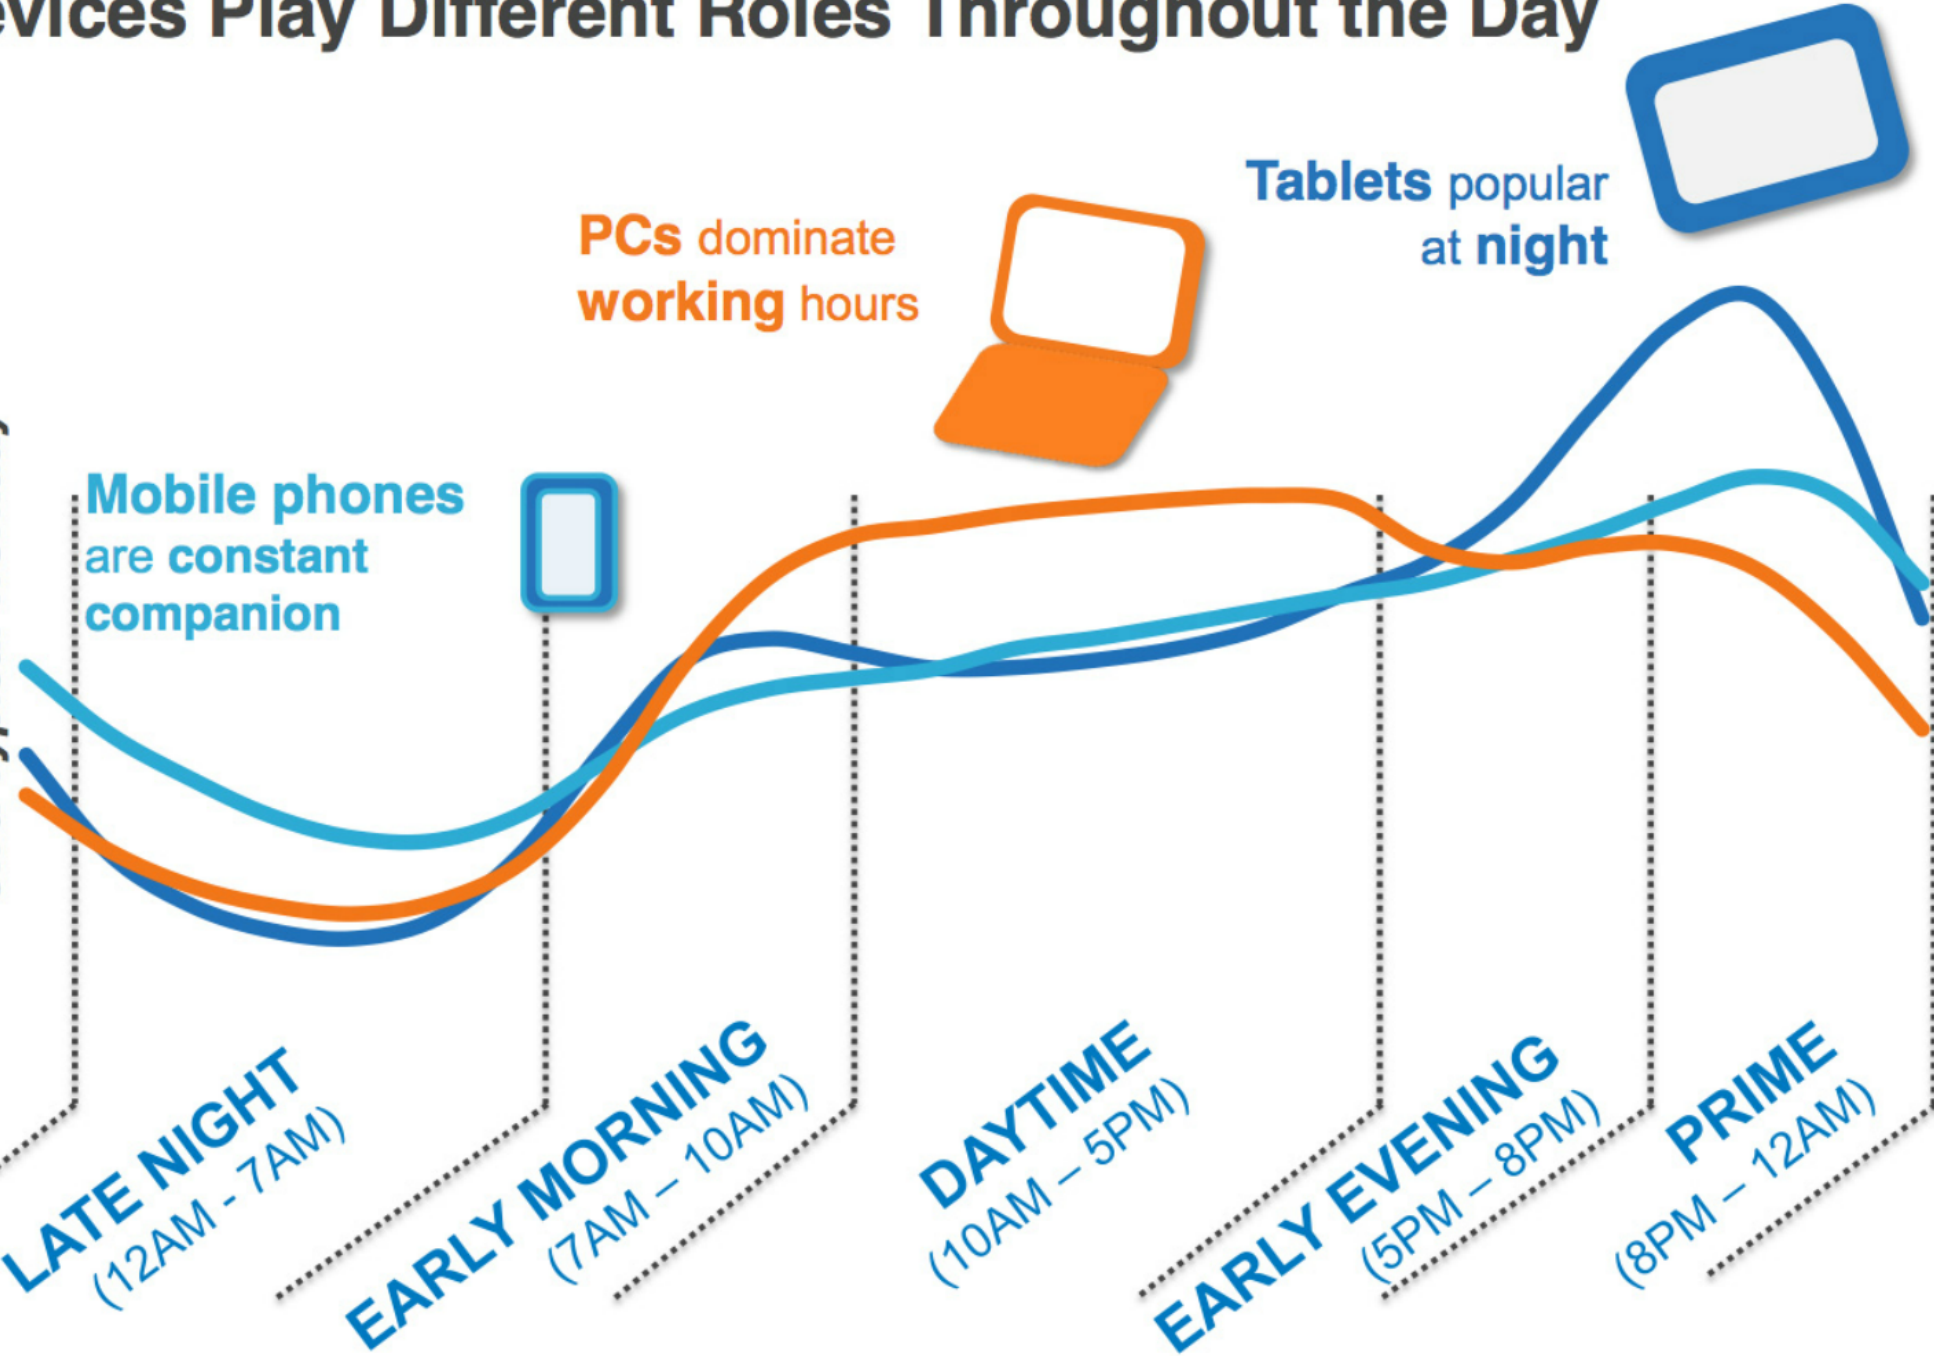 Play Different Roles Throughout the Day
Tablets popular
at night
PCs dominate
working hours
Mobile phones
are constant
companion
LATE NIGHT
(12AM - 7AM)
EARLY MORNING
(7AM – 10AM)
DAYTIME
(10AM – 5PM)
EARLY EVENING
(5PM – 8PM)
PRIME
(8PM – 12AM)